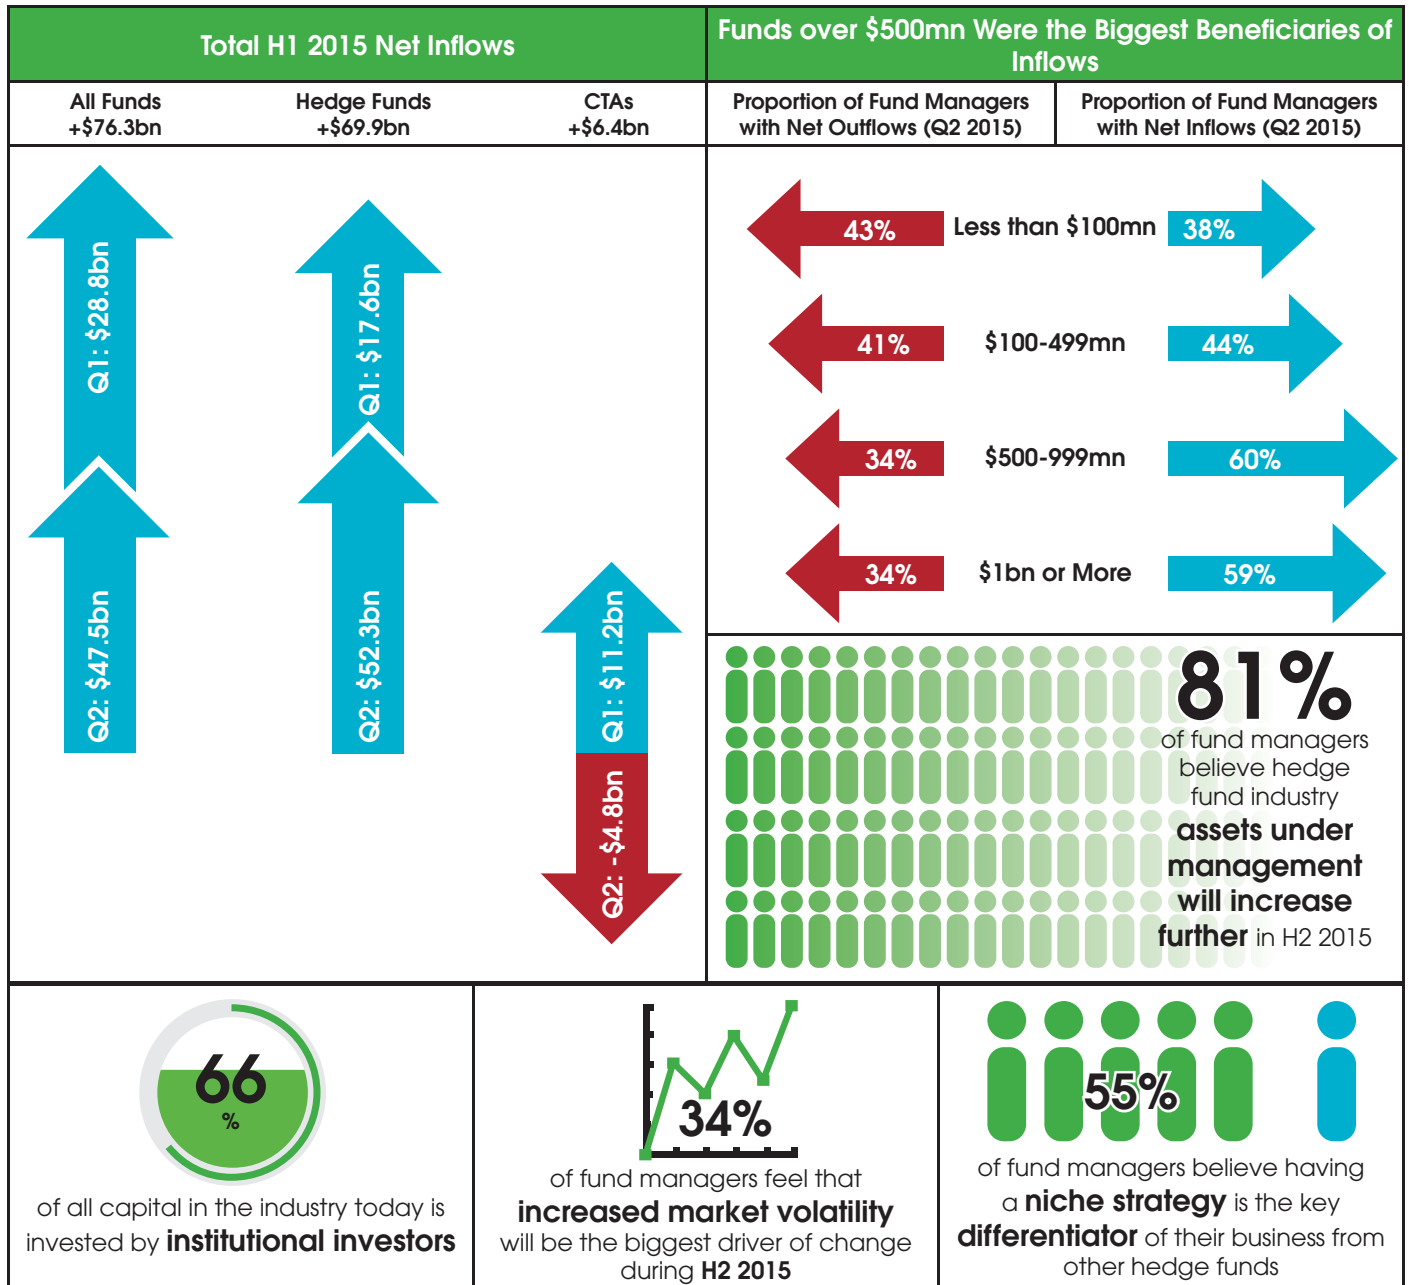 Total H1 2015 Net Inflows
All Funds
+$76.3bn
Hedge Funds
+$69.9bn
CTAs
+$6.4bn
Q1: $28.8bn
Q2: $47.5bn
Q1: $17.6bn
Q2: $52.3bn
Q1: $11.2bn
Q2: -$4.8bn
Funds over $500mn Were the Biggest Beneficiaries of
Inflows
Proportion of Fund Managers
with Net Outflows (Q2 2015)
Proportion of Fund Managers
with Net Inflows (Q2 2015)
43% Less than $100mn 38%
41% $100-499mn 44%
34% $500-999mn 60%
34% $1bn or More 59%
81%
of fund managers
believe hedge
fund industry
assets under
management
will increase
further in H2 2015
66
%
of all capital in the industry today is
invested by institutional investors
34%
of fund managers feel that
increased market volatility
will be the biggest driver of change
during H2 2015
55%
of fund managers believe having
a niche strategy is the key
differentiator of their business from
other hedge funds